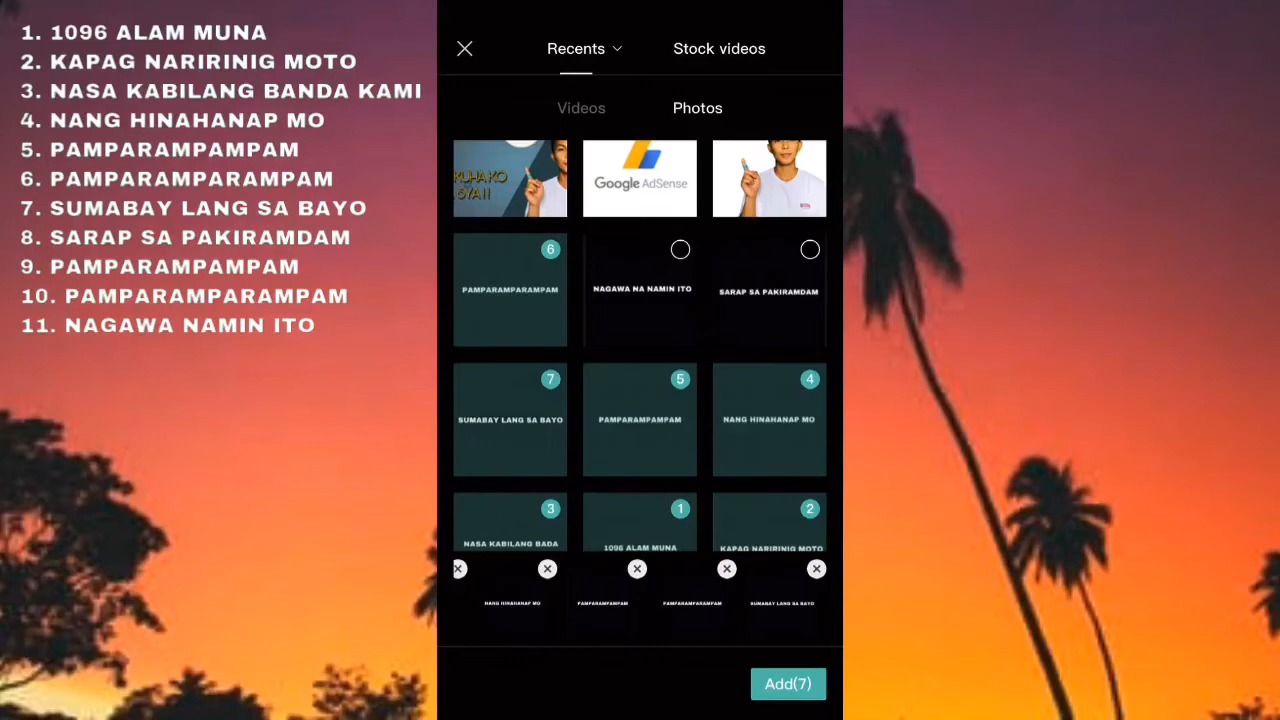 1. 1096 ALAM MUNA
2. KAPAG NARIRINIG MOTO
3. NASA KABILANG BANDA KAMI
4. NANG HINAHANAP MO
5. PAMPARAMPAMPAM
6. PAMPARAMPARAMPAM
7. SUMABAY LANG SA BAYO
8. SARAP SA PAKIRAMDAM
9. PAMPARAMPAMPAM
10. PAMPARAMPARAMPAM
11. NAGAWA NAMIN ITO
Recents
Stock videos
Videos
Photos
KUHA KO
Google AdSense
6
PAMPARAMPARAMPAM
NAGAWA NA NAMIN ITO
SARAP SA PAKIRAMDAM
7
SUMABAY LANG SA BAYO
5
PAMPARAMPAMPAM
4
NANG HINAHANAP MO
3
NASA KABILANG BADA
1
1096 ALAM MUNA
2
KAPAG NARIRINIG MOTO
NANG HINAHANAP MO
PAMPARAMPAMPAM
PAMPARAMPARAMPAM
SUMABAY LANG SA BAYO
Add(7)